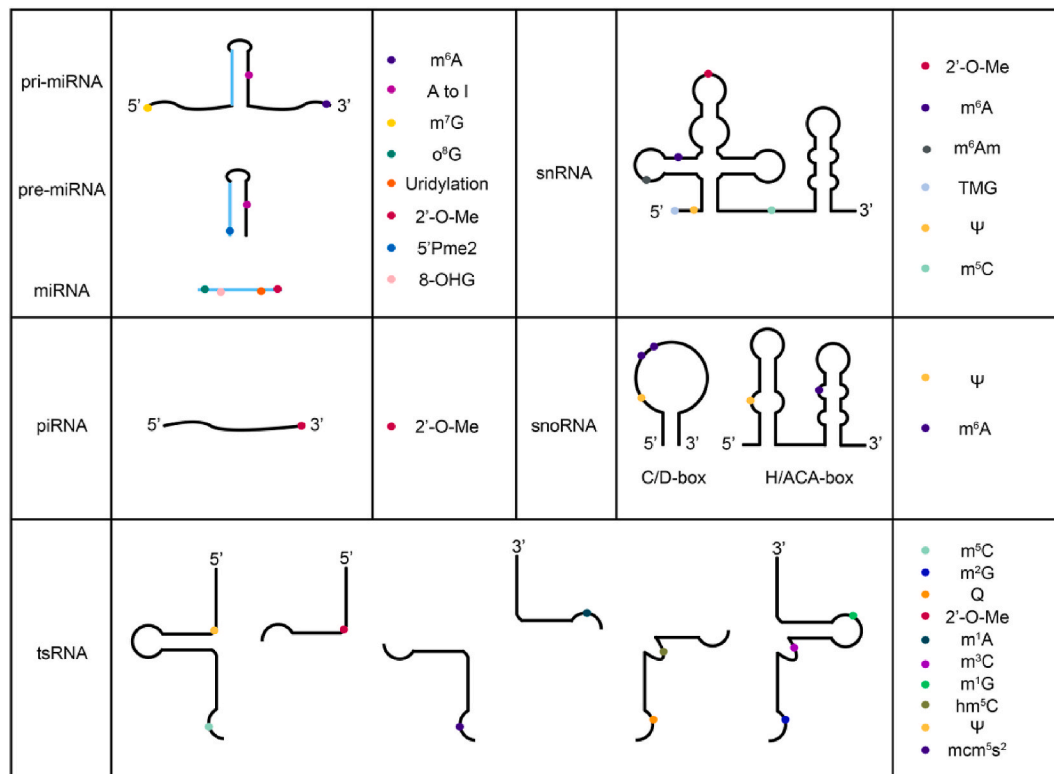 pri-miRNA
5’
3’
pre-miRNA
miRNA
m⁶A
A to I
m⁷G
o⁸G
Uridylation
2’-O-Me
5’Pme2
8-OHG
snRNA
5’
3’
2’-O-Me
m⁶A
m⁶Am
TMG
Ψ
m⁵C
piRNA
5’
3’
2’-O-Me
snoRNA
5’ 3’
C/D-box
5’
3’
H/ACA-box
Ψ
m⁶A
tsRNA
5’
5’
3’
3’
m⁵C
m²G
Q
2’-O-Me
m¹A
m³C
m¹G
hm⁵C
Ψ
mcm⁵s²